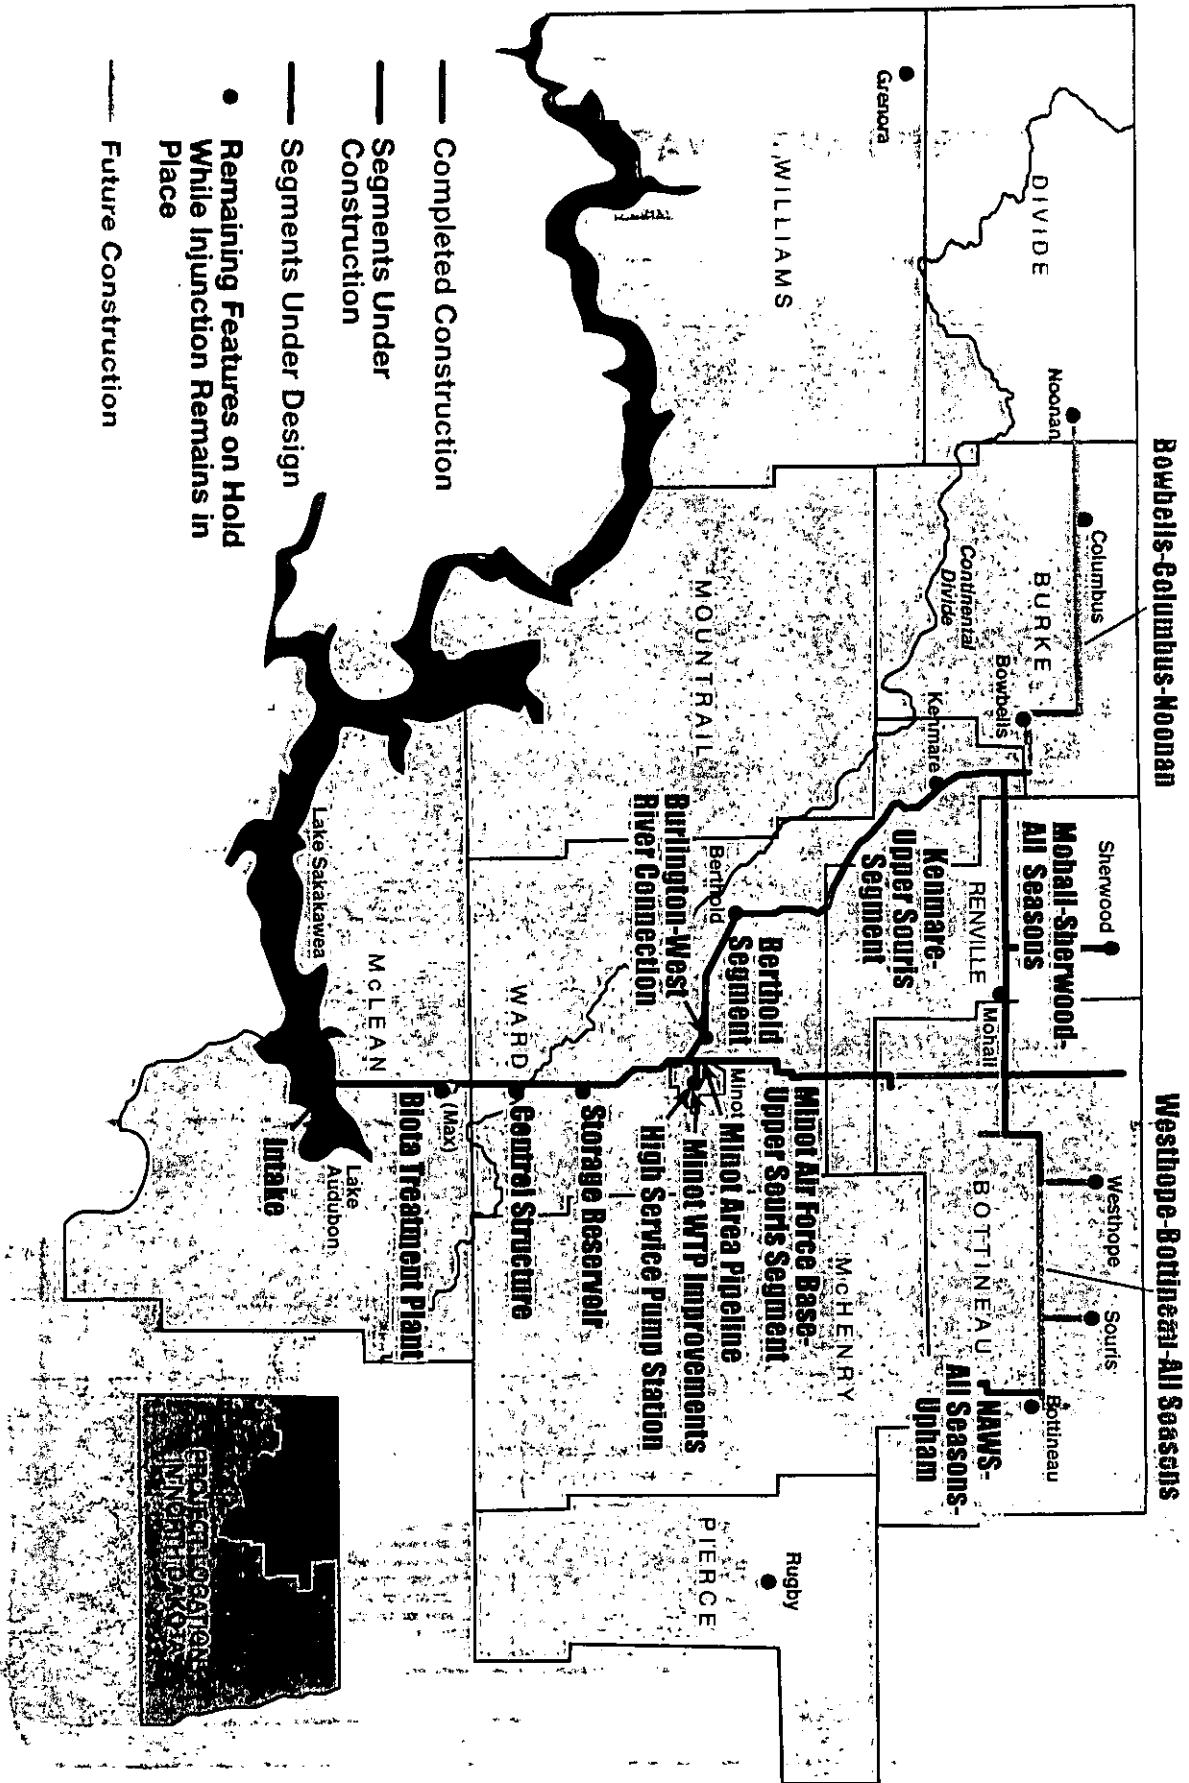 Bowbells-Columbus-Noonan
Westhope-Bottineau-All Seasons
DIVIDE
Noonan
Columbus
BURKE
Bowbells
Continental
Divide
Kenmare
Grenora
WILLIAMS
Sherwood
Mohall-Sherwood-
All Seasons
RENVILLE
Mohall
Kenmare-
Upper Souris
Segment
Westhope
Souris
Bottineau
BOTTINEAU
NAWS-
All Seasons-
Upham
McHENRY
Minot Air Force Base-
Upper Souris Segment
Berthold
Segment
Berthold
Minot
Minot Area Pipeline
Minot WTP Improvements
High Service Pump Station
Burlington-West
River Connection
MOUNTRAIL
Rugby
PIERCE
Storage Reservoir
WARD
Control Structure
(Max)
Biota Treatment Plant
McLEAN
Lake Sakakawea
Lake
Audubon
Intake
Completed Construction
Segments Under
Construction
Segments Under Design
Remaining Features on Hold
While Injunction Remains in
Place
Future Construction
PROJECT LOCATION
IN NORTH DAKOTA